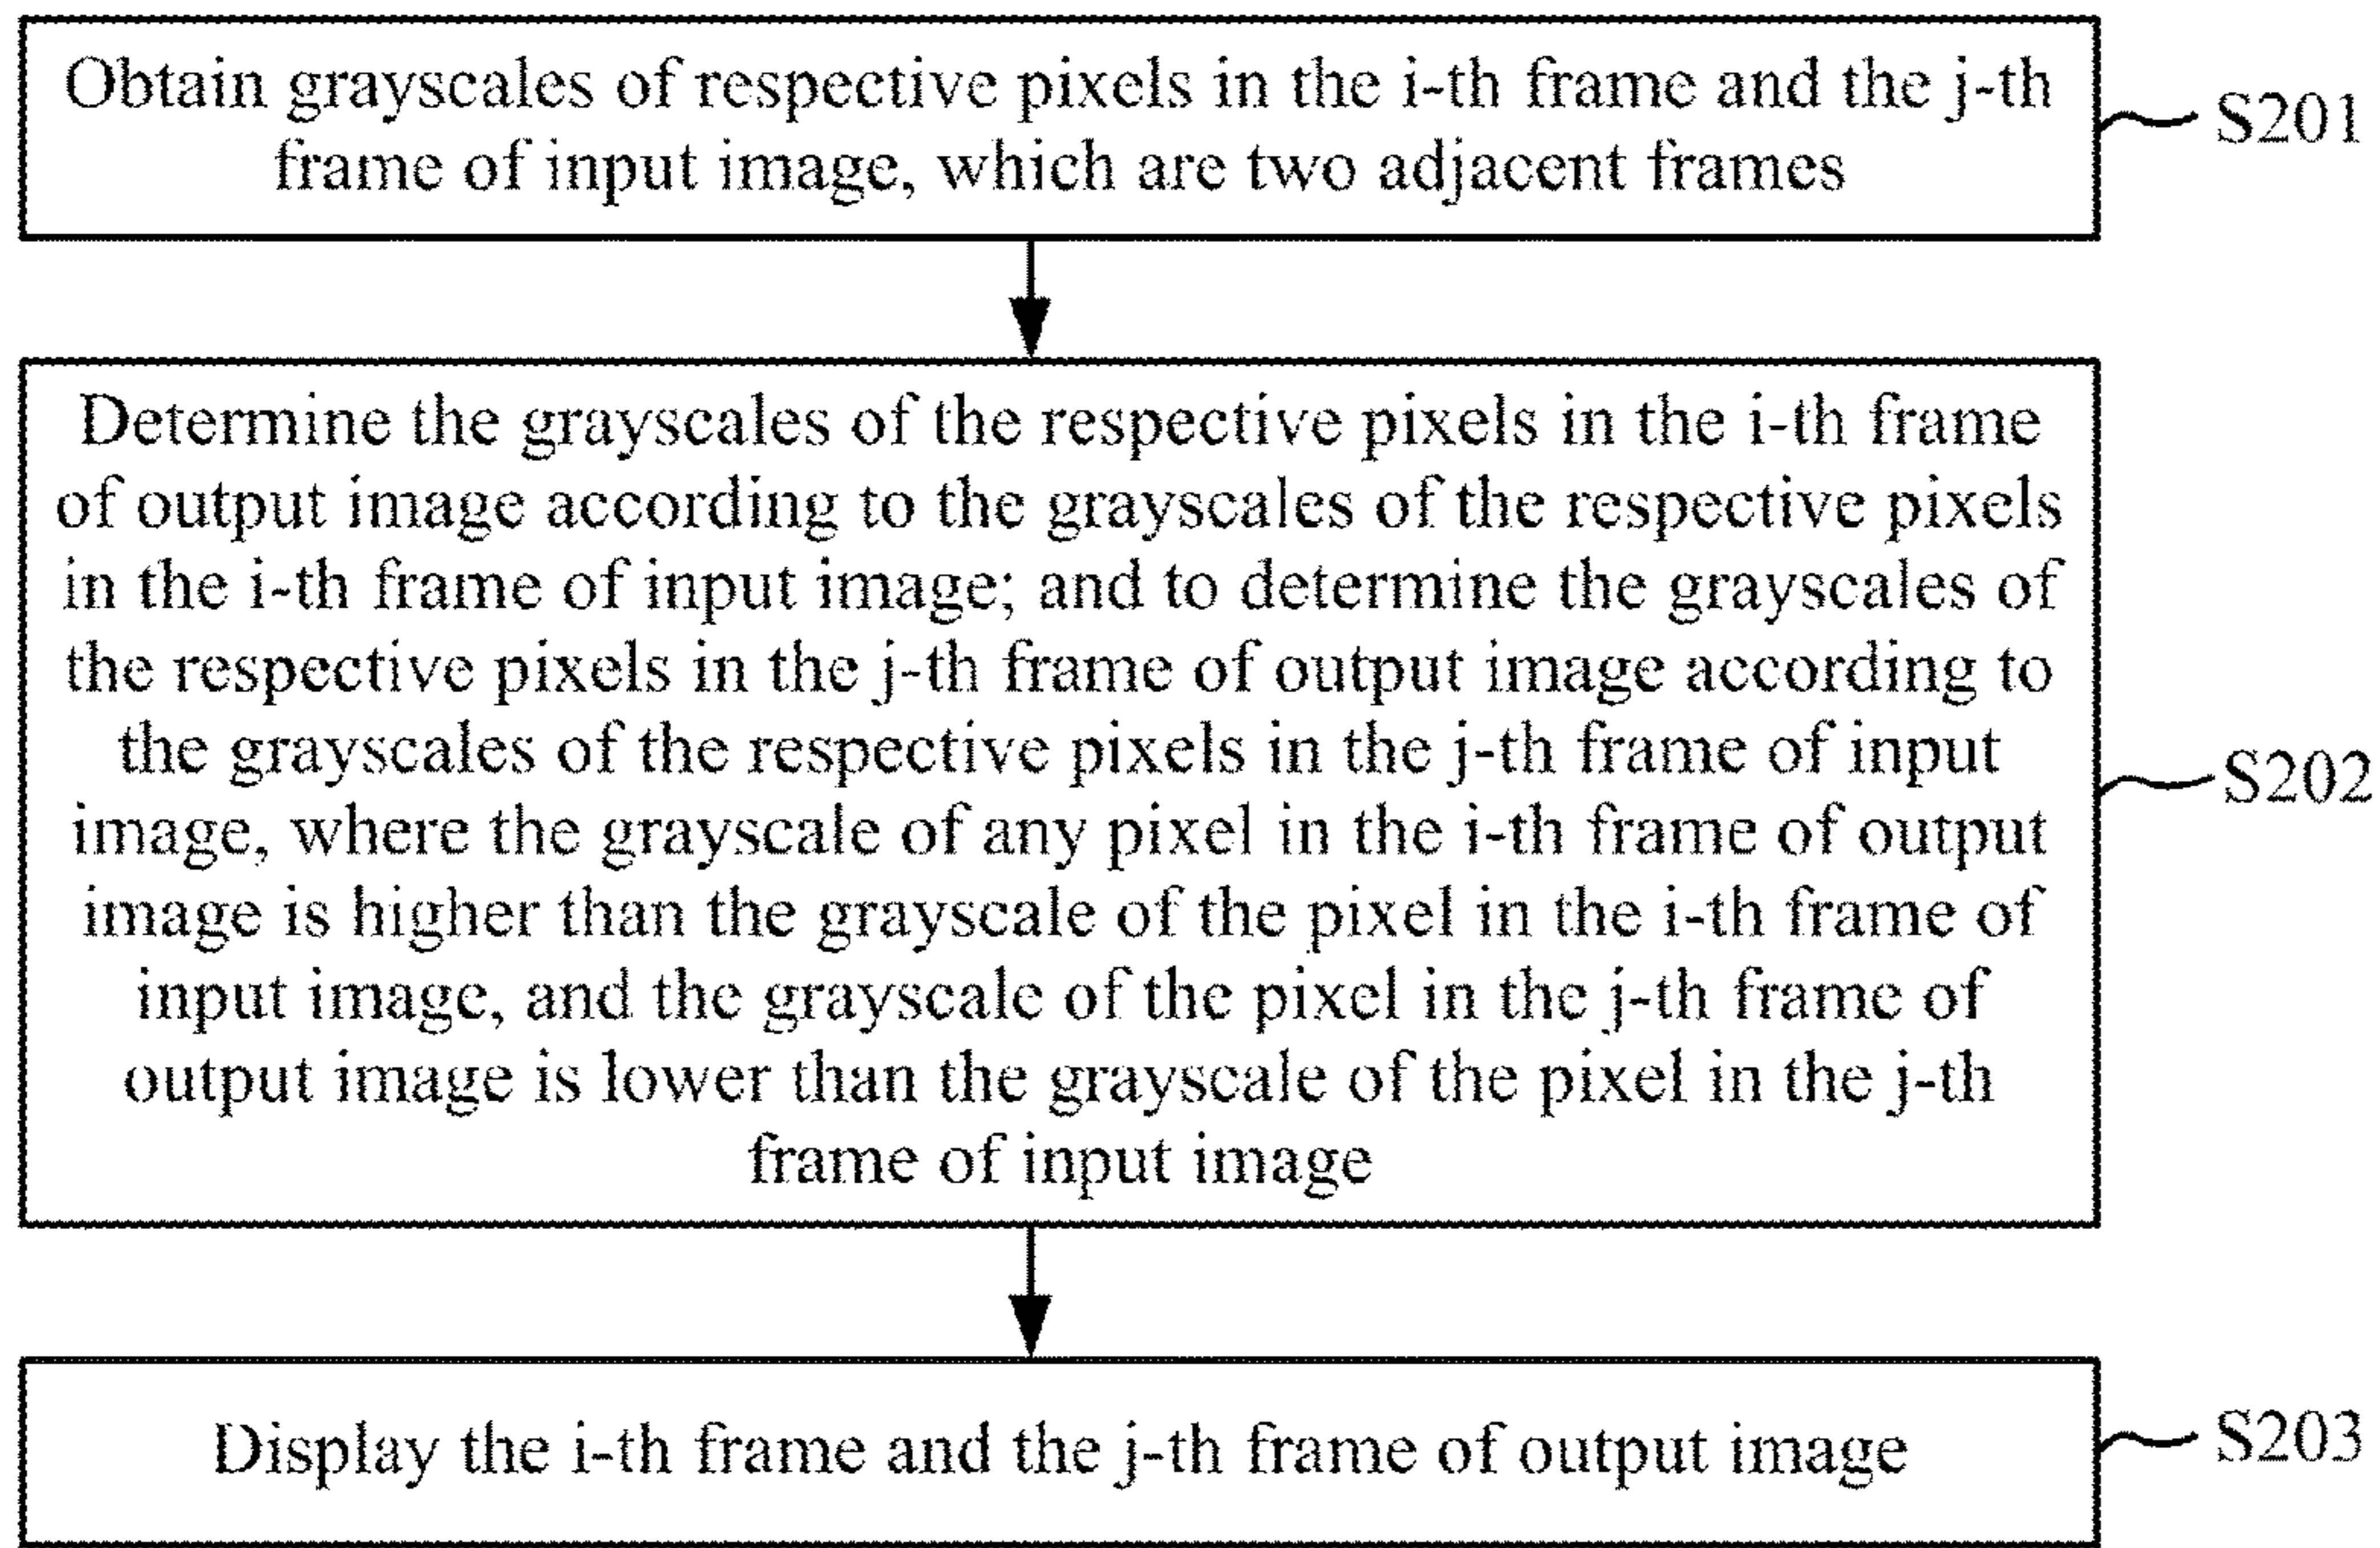 Obtain grayscales of respective pixels in the i-th frame and the j-th
frame of input image, which are two adjacent frames
S201
Determine the grayscales of the respective pixels in the i-th frame
of output image according to the grayscales of the respective pixels
in the i-th frame of input image; and to determine the grayscales of
the respective pixels in the j-th frame of output image according to
the grayscales of the respective pixels in the j-th frame of input
image, where the grayscale of any pixel in the i-th frame of output
image is higher than the grayscale of the pixel in the i-th frame of
input image, and the grayscale of the pixel in the j-th frame of
output image is lower than the grayscale of the pixel in the j-th
frame of input image
S202
Display the i-th frame and the j-th frame of output image
S203